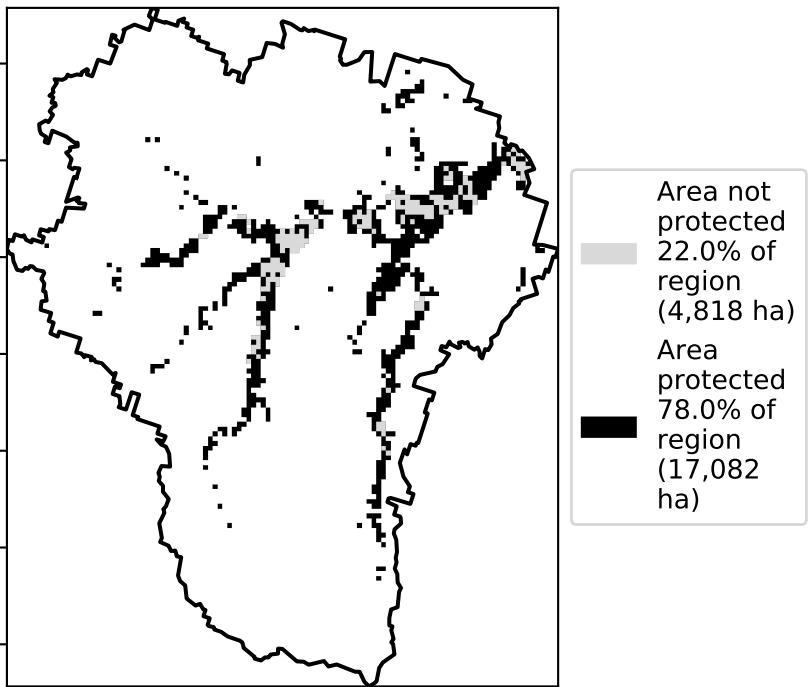 Area not
protected
22.0% of
region
(4,818 ha)
Area
protected
78.0% of
region
(17,082
ha)